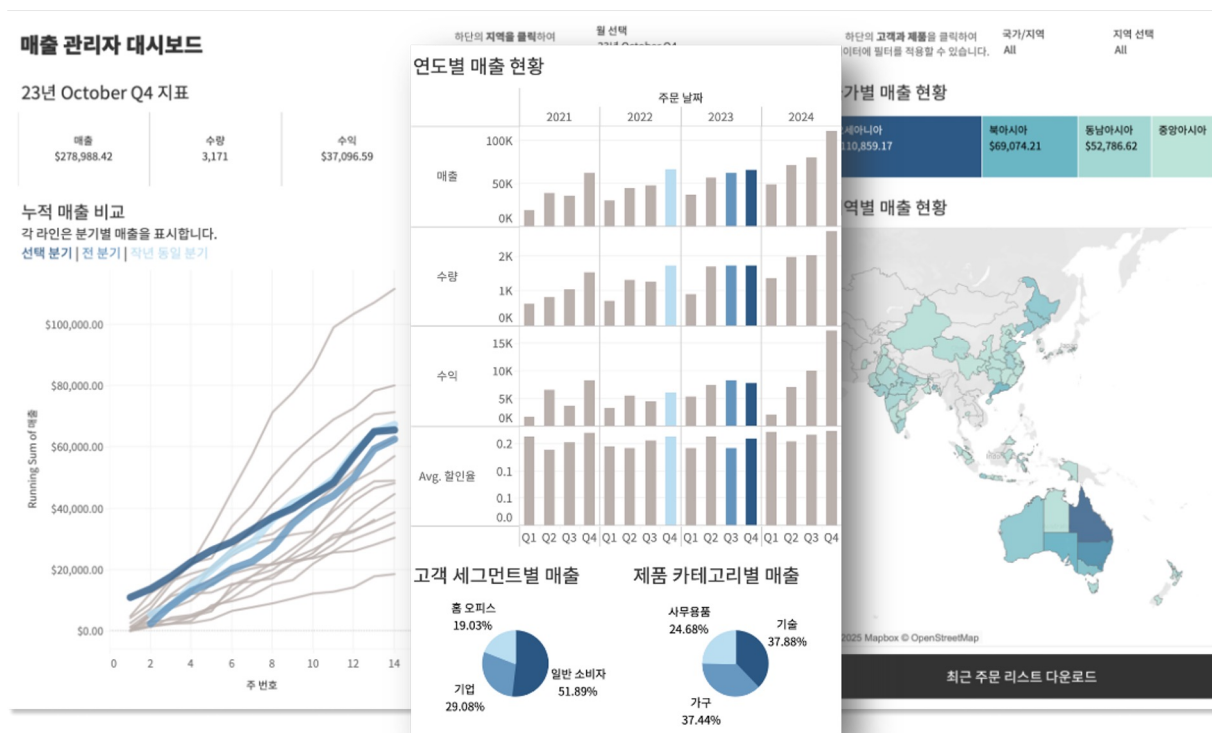 매출 관리자 대시보드
하단의 지역을 클릭하여
월 선택
23년 October Q4
하단의 고객과 제품을 클릭하여
이터에 필터를 적용할 수 있습니다.
국가/지역
All
지역 선택
All
23년 October Q4 지표
매출
$278,988.42
수량
3,171
수익
$37,096.59
누적 매출 비교
각 라인은 분기별 매출을 표시합니다.
선택 분기 | 전 분기 | 작년 동일 분기
Running Sum of 매출
$100,000.00
$80,000.00
$60,000.00
$40,000.00
$20,000.00
$0.00
0 2 4 6 8 10 12 14
주 번호
연도별 매출 현황
주문 날짜
2021 2022 2023 2024
매출
100K
50K
0K
수량
2K
1K
0K
수익
15K
10K
5K
0K
Avg. 할인율
0.2
0.1
0.1
0.0
Q1 Q2 Q3 Q4 Q1 Q2 Q3 Q4 Q1 Q2 Q3 Q4 Q1 Q2 Q3 Q4
고객 세그먼트별 매출
홈 오피스
19.03%
일반 소비자
51.89%
기업
29.08%
제품 카테고리별 매출
사무용품
24.68%
기술
37.88%
가구
37.44%
가별 매출 현황
세아니아
110,859.17
북아시아
$69,074.21
동남아시아
$52,786.62
중앙아시아
역별 매출 현황
2025 Mapbox © OpenStreetMap
최근 주문 리스트 다운로드